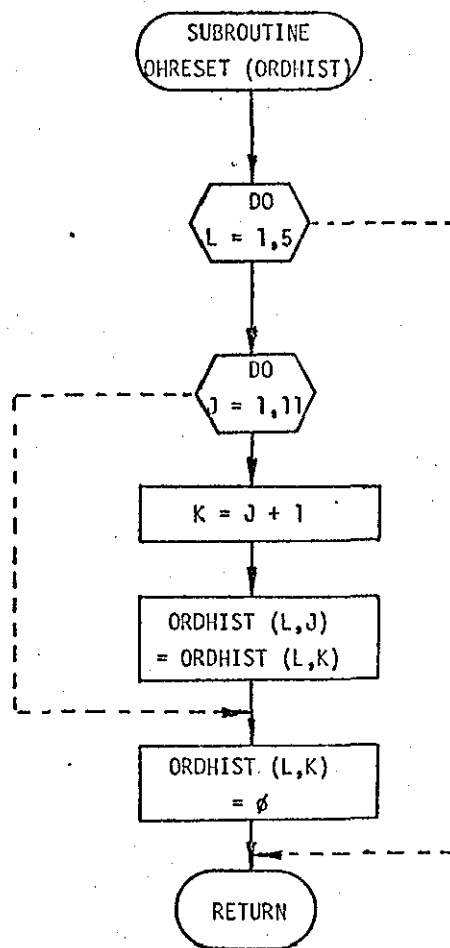 SUBROUTINE
OHRESET (ORDHIST)
DO
L = 1,5
DO
J = 1,11
K = J + 1
ORDHIST (L,J)
= ORDHIST (L,K)
ORDHIST (L,K)
= ø
RETURN